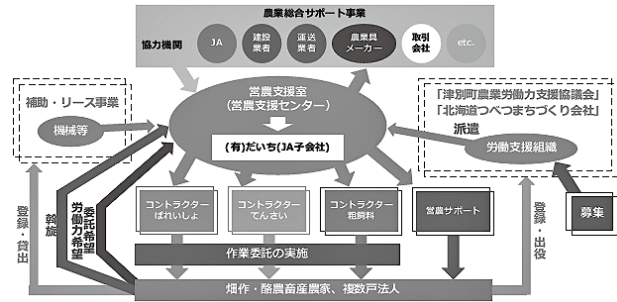 農業総合サポート事業
協力機関
JA
建設
業者
運送
業者
農業具
メーカー
取引
会社
etc.
補助・リース事業
機械等
営農支援室
(営農支援センター)
(有)だいち(JA子会社)
「津別町農業労働力支援協議会」
「北海道つべつまちづくり会社」
派遣
労働支援組織
登録・貸出
斡旋
労働力希望
委託希望
コントラクター
ばれいしょ
コントラクター
てんさい
コントラクター
粗飼料
営農サポート
登録・出役
募集
作業委託の実施
畑作・酪農畜産農家、複数戸法人